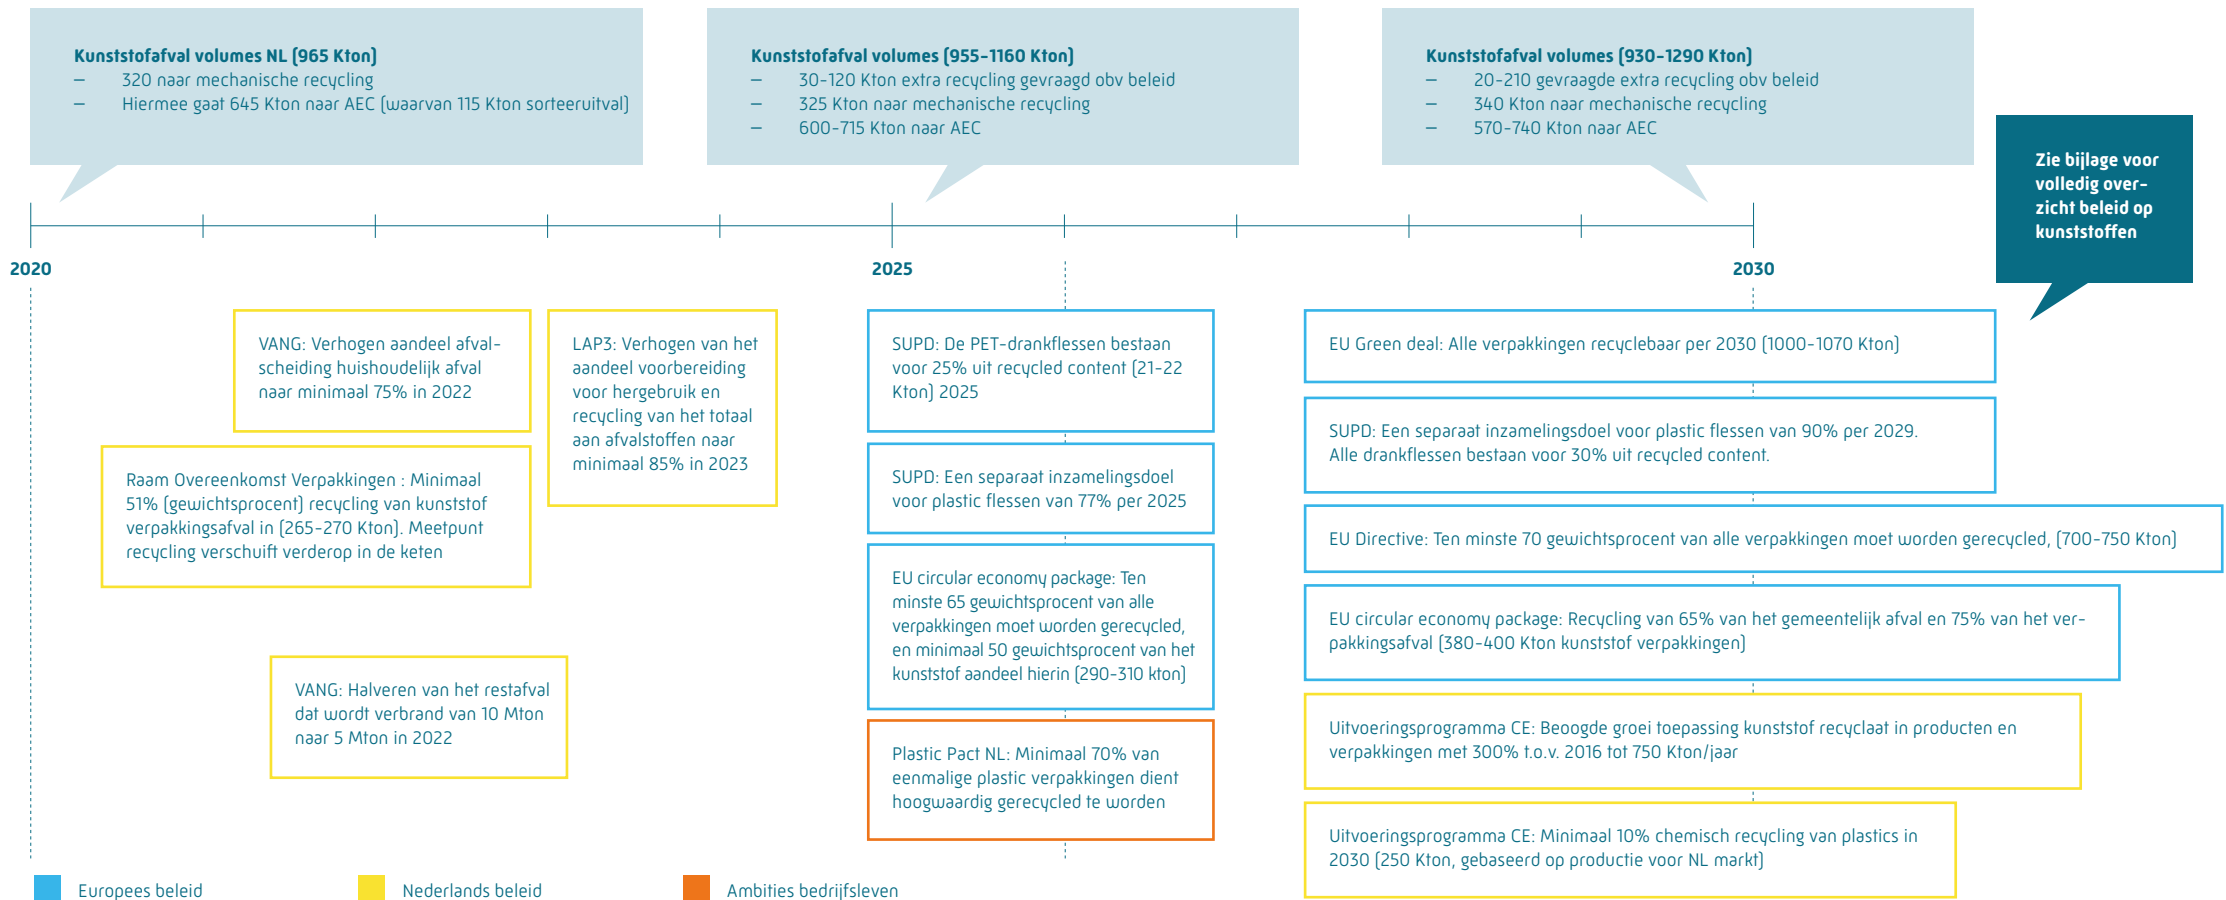 Kunststofafval volumes NL (965 Kton)
– 320 naar mechanische recycling
– Hiermee gaat 645 Kton naar AEC (waarvan 115 Kton sorteeruitval)
Kunststofafval volumes (955-1160 Kton)
– 30-120 Kton extra recycling gevraagd obv beleid
– 325 Kton naar mechanische recycling
– 600-715 Kton naar AEC
Kunststofafval volumes (930-1290 Kton)
– 20-210 gevraagde extra recycling obv beleid
– 340 Kton naar mechanische recycling
– 570-740 Kton naar AEC
Zie bijlage voor
volledig over-
zicht beleid op
kunststoffen
2020
2025
2030
VANG: Verhogen aandeel afval-
scheiding huishoudelijk afval
naar minimaal 75% in 2022
Raam Overeenkomst Verpakkingen : Minimaal
51% (gewichtsprocent) recycling van kunststof
verpakkingsafval in (265-270 Kton). Meetpunt
recycling verschuift verderop in de keten
VANG: Halveren van het restafval
dat wordt verbrand van 10 Mton
naar 5 Mton in 2022
LAP3: Verhogen van het
aandeel voorbereiding
voor hergebruik en
recycling van het totaal
aan afvalstoffen naar
minimaal 85% in 2023
SUPD: De PET-drankflessen bestaan
voor 25% uit recycled content (21-22
Kton) 2025
SUPD: Een separaat inzamelingsdoel
voor plastic flessen van 77% per 2025
EU circular economy package: Ten
minste 65 gewichtsprocent van alle
verpakkingen moet worden gerecycled,
en minimaal 50 gewichtsprocent van het
kunststof aandeel hierin (290-310 kton)
Plastic Pact NL: Minimaal 70% van
eenmalige plastic verpakkingen dient
hoogwaardig gerecycled te worden
EU Green deal: Alle verpakkingen recyclebaar per 2030 (1000-1070 Kton)
SUPD: Een separaat inzamelingsdoel voor plastic flessen van 90% per 2029.
Alle drankflessen bestaan voor 30% uit recycled content.
EU Directive: Ten minste 70 gewichtsprocent van alle verpakkingen moet worden gerecycled, (700-750 Kton)
EU circular economy package: Recycling van 65% van het gemeentelijk afval en 75% van het ver-
pakkingsafval (380-400 Kton kunststof verpakkingen)
Uitvoeringsprogramma CE: Beoogde groei toepassing kunststof recyclaat in producten en
verpakkingen met 300% t.o.v. 2016 tot 750 Kton/jaar
Uitvoeringsprogramma CE: Minimaal 10% chemisch recycling van plastics in
2030 (250 Kton, gebaseerd op productie voor NL markt)
Europees beleid
Nederlands beleid
Ambities bedrijfsleven